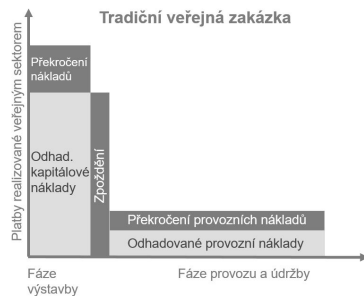 Tradiční veřejná zakázka
Platby realizované veřejným sektorem
Překročení
nákladů
Odhad.
kapitálové
náklady
Zpoždění
Překročení provozních nákladů
Odhadované provozní náklady
Fáze
výstavby
Fáze provozu a údržby